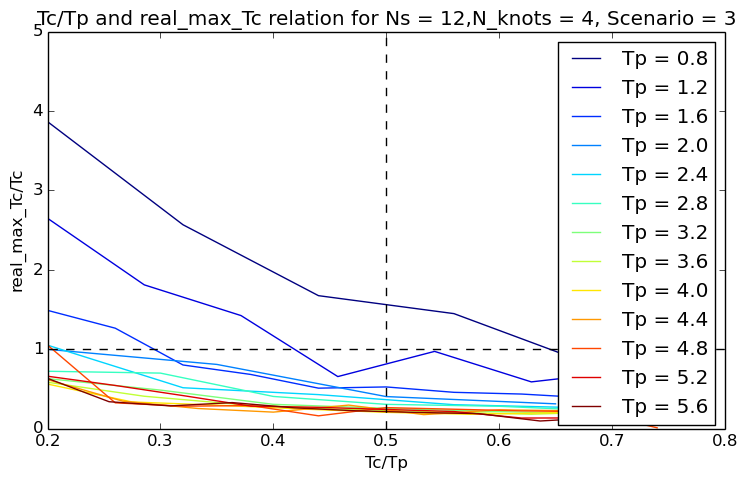 Tc/Tp and real_max_Tc relation for Ns = 12,N_knots = 4, Scenario = 3
5
4
3
2
1
0
real_max_Tc/Tc
0.2 0.3 0.4 0.5 0.6 0.7 0.8
Tc/Tp
Tp = 0.8
Tp = 1.2
Tp = 1.6
Tp = 2.0
Tp = 2.4
Tp = 2.8
Tp = 3.2
Tp = 3.6
Tp = 4.0
Tp = 4.4
Tp = 4.8
Tp = 5.2
Tp = 5.6